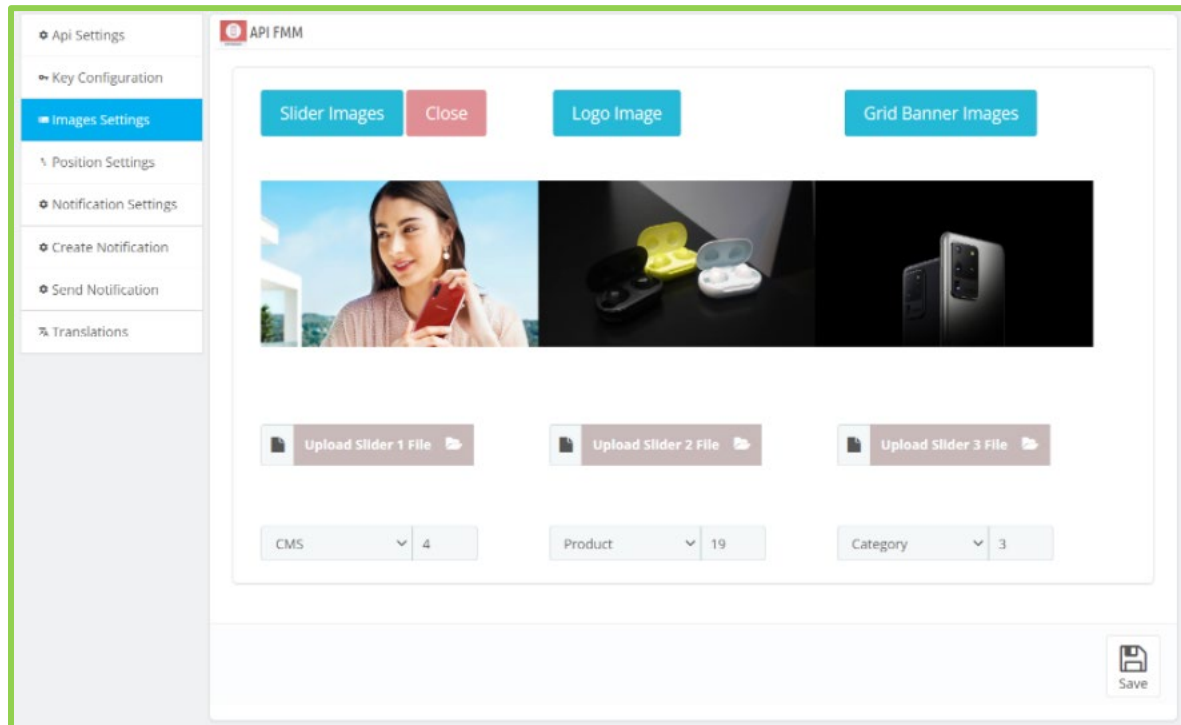 Api Settings
Key Configuration
Images Settings
Position Settings
Notification Settings
Create Notification
Send Notification
Translations
API FMM
Slider Images Close Logo Image Grid Banner Images
Upload Slider 1 File Upload Slider 2 File Upload Slider 3 File
CMS 4 Product 19 Category 3
Save